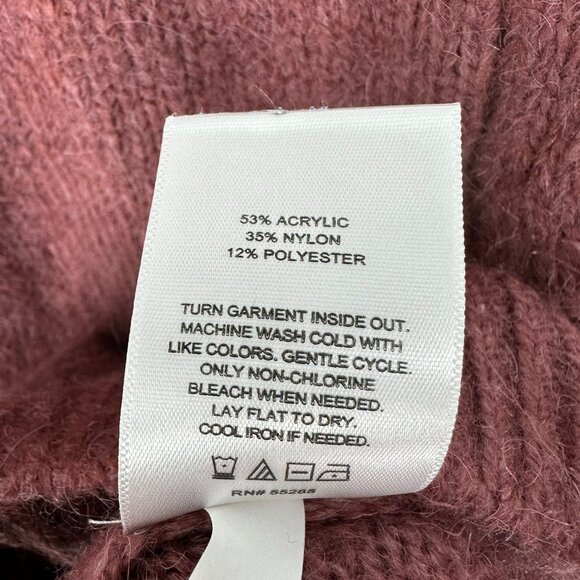 53% ACRYLIC
35% NYLON
12% POLYESTER
TURN GARMENT INSIDE OUT.
MACHINE WASH COLD WITH
LIKE COLORS. GENTLE CYCLE.
ONLY NON-CHLORINE
BLEACH WHEN NEEDED.
LAY FLAT TO DRY.
COOL IRON IF NEEDED.
RN# 55285